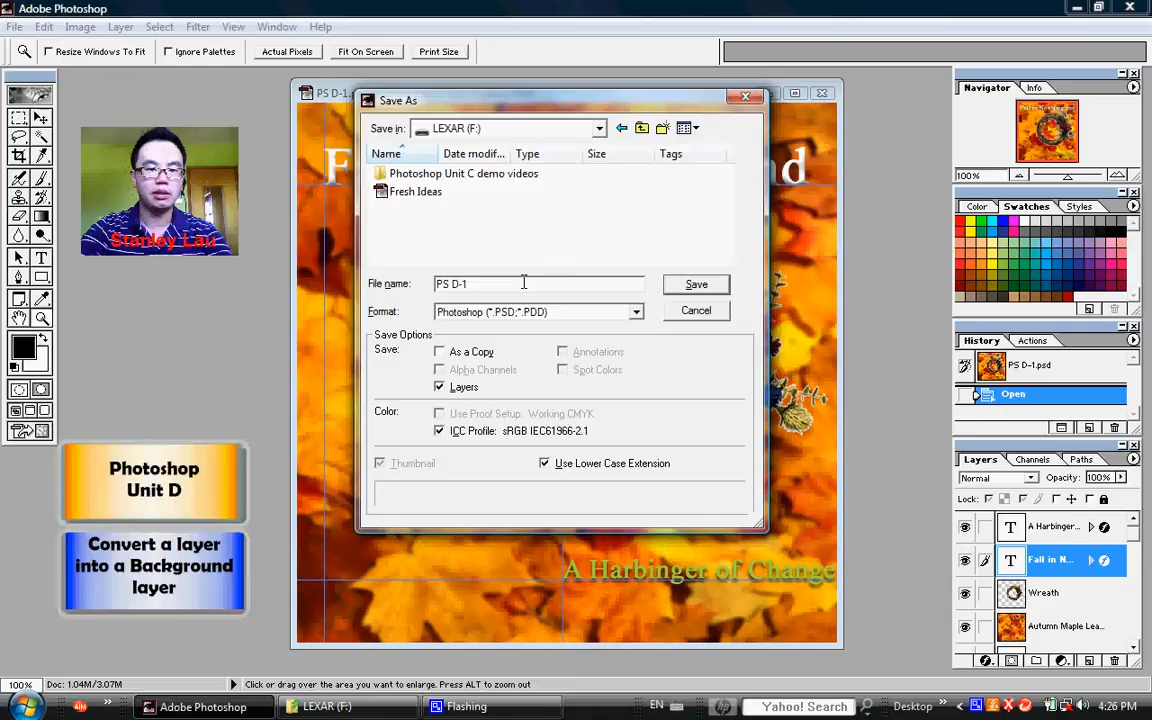 Adobe Photoshop
File Edit Image Layer Select Filter View Window Help
Resize Windows To Fit Ignore Palettes Actual Pixels Fit On Screen Print Size
PS D-1.
Save As
Save in: LEXAR (F:)
Name Date modif... Type Size Tags
Photoshop Unit C demo videos
Fresh Ideas
File name: PS D-1 Save
Format: Photoshop (*.PSD;*.PDD) Cancel
Save Options
Save: As a Copy Annotations
Alpha Channels Spot Colors
Layers
Color: Use Proof Setup: Working CMYK
ICC Profile: sRGB IEC61966-2.1
Thumbnail Use Lower Case Extension
Stanley Lau
Photoshop
Unit D
Convert a layer
into a Background
layer
A Harbinger of Change
Navigator Info
100%
Color Swatches Styles
History Actions
PS D-1.psd
Open
Layers Channels Paths
Normal Opacity: 100%
Lock:
T A Harbinger...
T Fall in N...
Wreath
Autumn Maple Lea...
100% Doc: 1.04M/3.07M Click or drag over the area you want to enlarge. Press ALT to zoom out
Adobe Photoshop LEXAR (F:) Flashing EN hp Yahoo! Search Desktop 4:26 PM